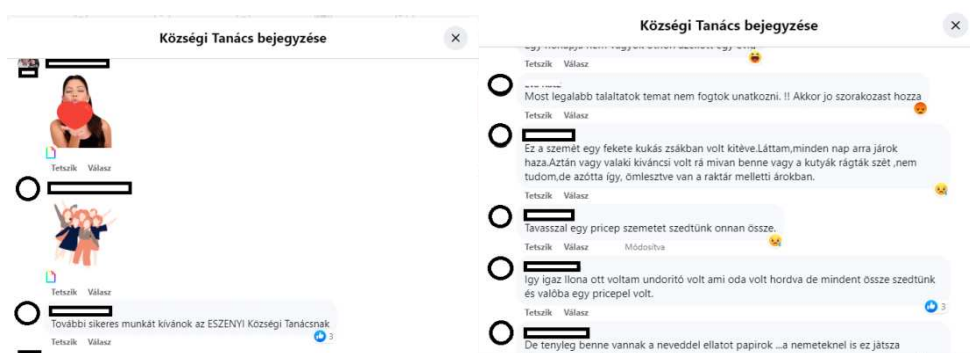 Községi Tanács bejegyzése
Tetszik Válasz
Tetszik Válasz
További sikeres munkát kívánok az ESZENYI Községi Tanácsnak
3
Tetszik Válasz
Községi Tanács bejegyzése
Tetszik Válasz
Most legalabb talaltatok temat nem fogtok unatkozni. !! Akkor jo szorakozast hozza
Tetszik Válasz
Ez a szemét egy fekete kukás zsákban volt kitéve.Láttam,minden nap arra járok
haza.Aztán vagy valaki kiváncsi volt rá mivan benne vagy a kutyák rágták szét ,nem
tudom,de azótta így, ömlesztve van a raktár melletti árokban.
Tetszik Válasz
Tavasszal egy pricep szemetet szedtünk onnan össze.
Tetszik Válasz Módosítva
Igy igaz Ilona ott voltam undoritó volt ami oda volt hordva de mindent össze szedtünk
és valóba egy pricepel volt.
3
Tetszik Válasz
De tenyleg benne vannak a neveddel ellatot papirok ...a nemeteknel is ez játsza